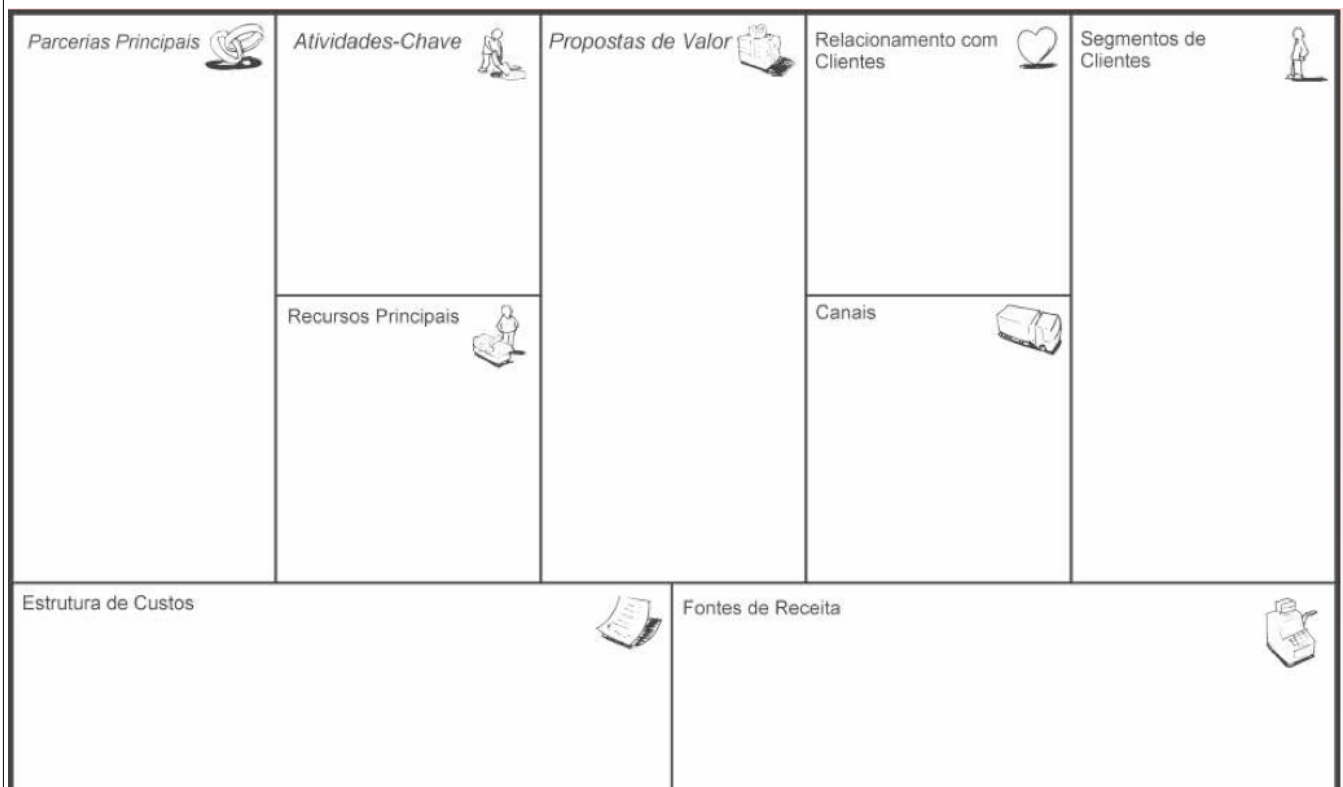 Parcerias Principais
Atividades-Chave
Propostas de Valor
Relacionamento com
Clientes
Segmentos de
Clientes
Recursos Principais
Canais
Estrutura de Custos
Fontes de Receita